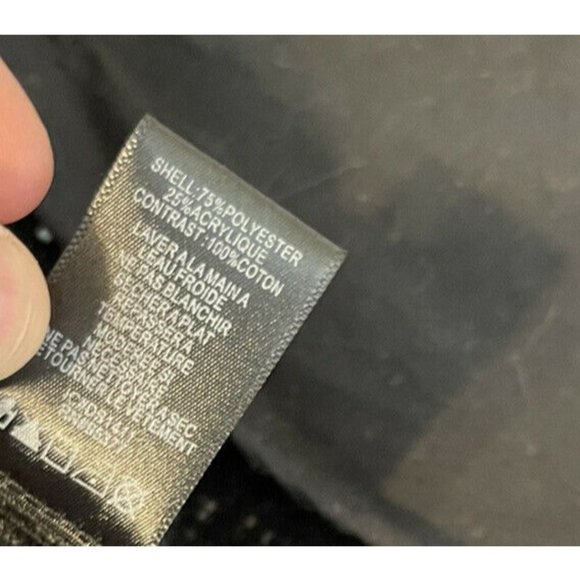 SHELL:75%POLYESTER
25%ACRYLIQUE
CONTRAST:100%COTON
LAVER A LA MAIN A
L'EAU FROIDE
NE PAS BLANCHIR
SECHER A PLAT
REPASSER A
TEMPERATURE
MODEREE SI
NECESSAIRE
NE PAS NETTOYER A SEC.
RETOURNER LE VETEMENT